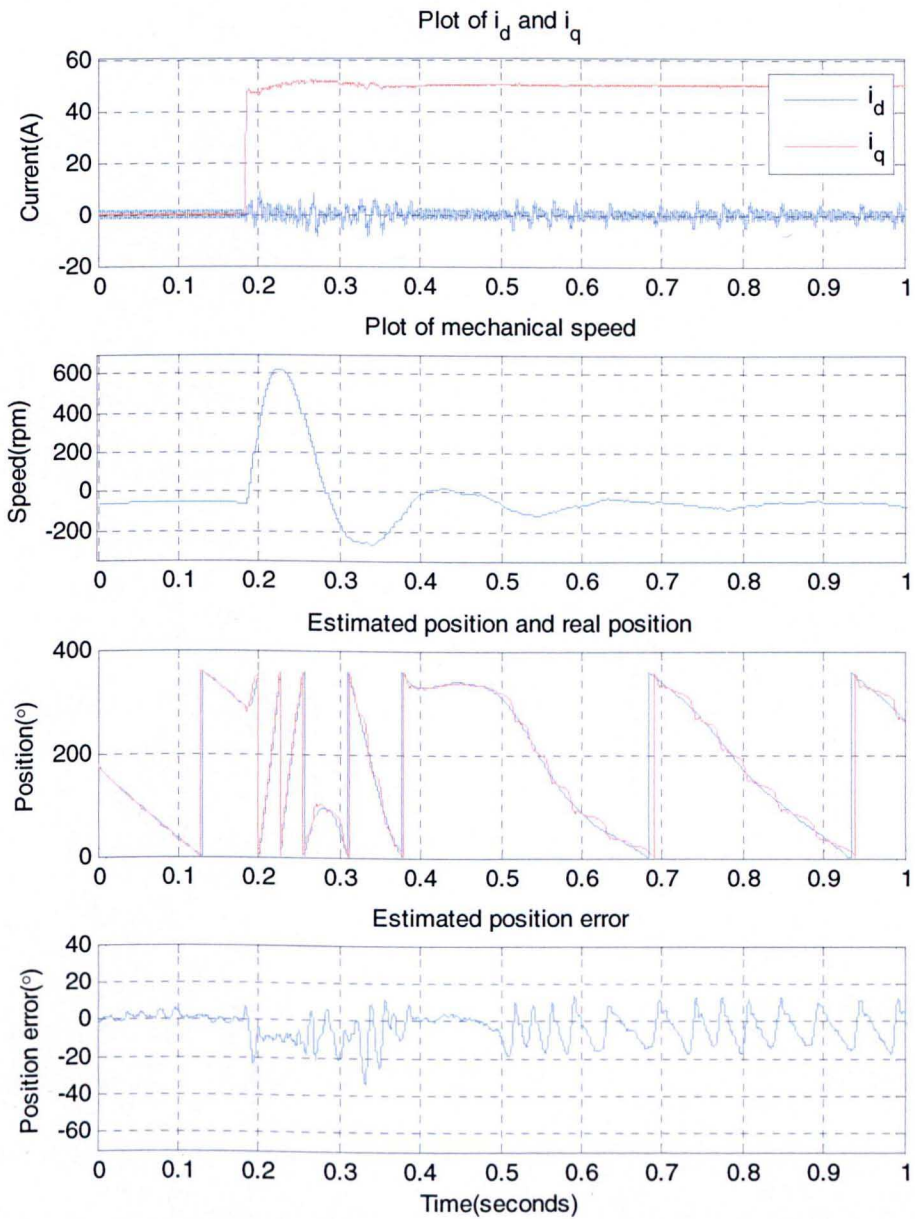 Plot of i_d and i_q
60
40
20
0
-20
Current(A)
i_d
i_q
0 0.1 0.2 0.3 0.4 0.5 0.6 0.7 0.8 0.9 1
Plot of mechanical speed
600
400
200
0
-200
Speed(rpm)
0 0.1 0.2 0.3 0.4 0.5 0.6 0.7 0.8 0.9 1
Estimated position and real position
400
200
0
Position(°)
0 0.1 0.2 0.3 0.4 0.5 0.6 0.7 0.8 0.9 1
Estimated position error
40
20
0
-20
-40
-60
Position error(°)
0 0.1 0.2 0.3 0.4 0.5 0.6 0.7 0.8 0.9 1
Time(seconds)